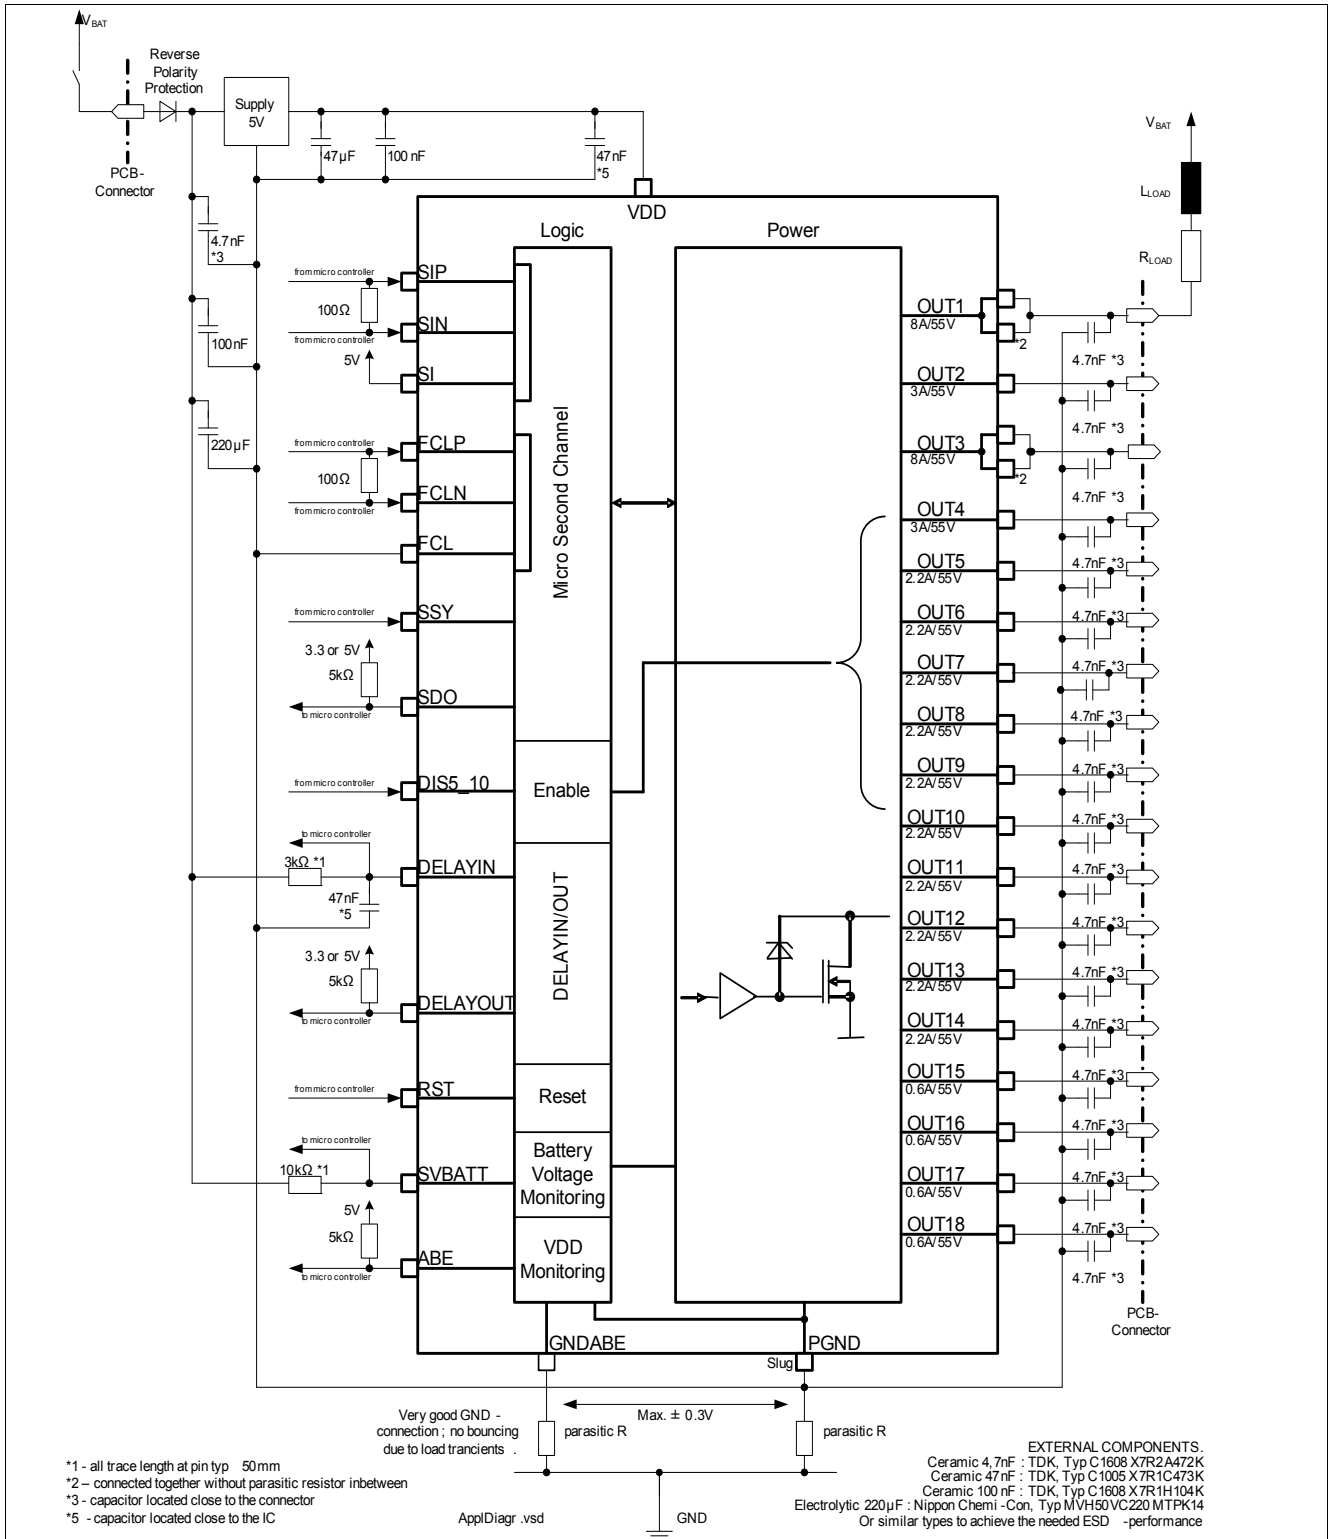 VBAT
Reverse
Polarity
Protection
Supply
5V
47µF
100 nF
47nF
*5
PCB-
Connector
VBAT
LLOAD
RLOAD
VDD
Logic
Power
4.7nF
*3
100nF
220µF
from micro controller
SIP
100Ω
SIN
from micro controller
5V
SI
from micro controller
FCLP
100Ω
FCLN
from micro controller
FCL
from micro controller
SSY
3.3 or 5V
5kΩ
SDO
to micro controller
from micro controller
DIS5_10
to micro controller
3kΩ *1
DELAYIN
47nF
*5
3.3 or 5V
5kΩ
DELAYOUT
to micro controller
from micro controller
RST
to micro controller
10kΩ *1
SVBATT
5V
5kΩ
ABE
to micro controller
Micro Second Channel
Enable
DELAYIN/OUT
Reset
Battery
Voltage
Monitoring
VDD
Monitoring
OUT1
8A/55V
*2
4.7nF *3
OUT2
3A/55V
4.7nF *3
OUT3
8A/55V
*2
4.7nF *3
OUT4
3A/55V
4.7nF *3
OUT5
2.2A/55V
4.7nF *3
OUT6
2.2A/55V
4.7nF *3
OUT7
2.2A/55V
4.7nF *3
OUT8
2.2A/55V
4.7nF *3
OUT9
2.2A/55V
4.7nF *3
OUT10
2.2A/55V
4.7nF *3
OUT11
2.2A/55V
4.7nF *3
OUT12
2.2A/55V
4.7nF *3
OUT13
2.2A/55V
4.7nF *3
OUT14
2.2A/55V
4.7nF *3
OUT15
0.6A/55V
4.7nF *3
OUT16
0.6A/55V
4.7nF *3
OUT17
0.6A/55V
4.7nF *3
OUT18
0.6A/55V
4.7nF *3
PCB-
Connector
GNDABE
Slug
PGND
Very good GND -
connection ; no bouncing
due to load trancients .
parasitic R
Max. ± 0.3V
parasitic R
*1 - all trace length at pin typ 50mm
*2 – connected together without parasitic resistor inbetween
*3 - capacitor located close to the connector
*5 - capacitor located close to the IC
ApplDiagr .vsd
GND
EXTERNAL COMPONENTS.
Ceramic 4,7nF : TDK, Typ C1608 X7R2A472K
Ceramic 47nF : TDK, Typ C1005 X7R1C473K
Ceramic 100 nF : TDK, Typ C1608 X7R1H104K
Electrolytic 220µF : Nippon Chemi -Con, Typ MVH50VC220 MTPK14
Or similar types to achieve the needed ESD -performance